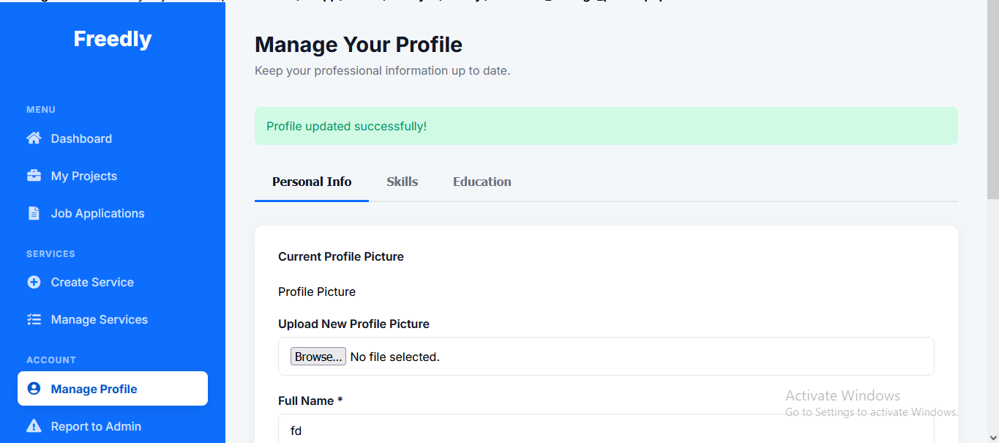 Freedly
MENU
Dashboard
My Projects
Job Applications
SERVICES
Create Service
Manage Services
ACCOUNT
Manage Profile
Report to Admin
Manage Your Profile
Keep your professional information up to date.
Profile updated successfully!
Personal Info Skills Education
Current Profile Picture
Profile Picture
Upload New Profile Picture
Browse... No file selected.
Full Name *
fd
Activate Windows
Go to Settings to activate Windows.